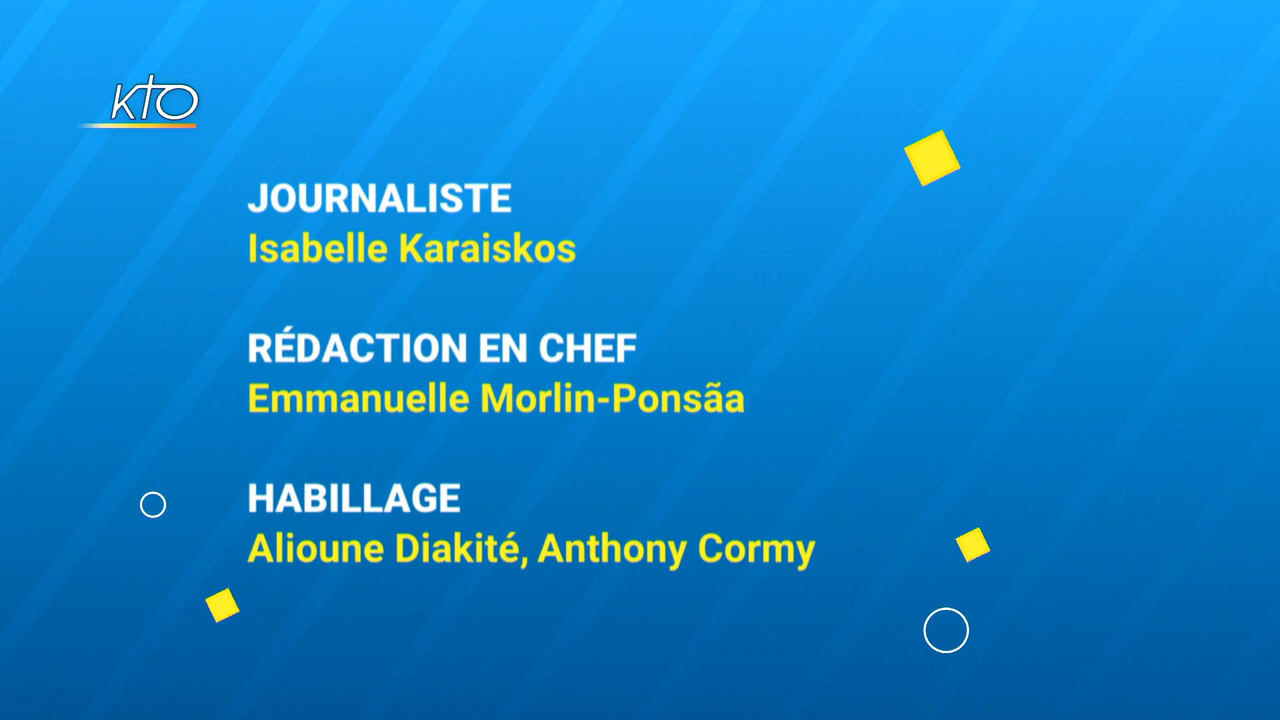 KTO
JOURNALISTE
Isabelle Karaiskos
RÉDACTION EN CHEF
Emmanuelle Morlin-Ponsãa
HABILLAGE
Alioune Diakité, Anthony Cormy